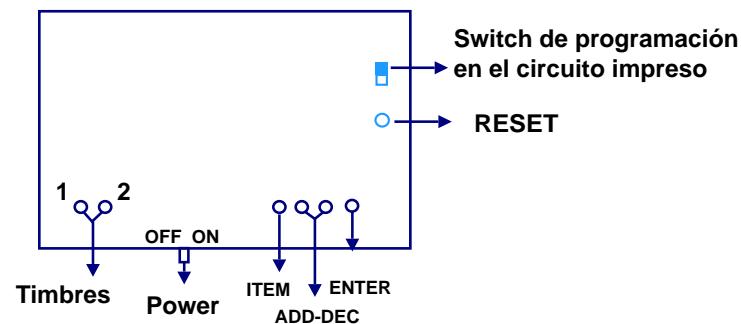 Switch de programación
en el circuito impreso
RESET
1 2
OFF ON
Timbres
Power
ITEM
ENTER
ADD-DEC